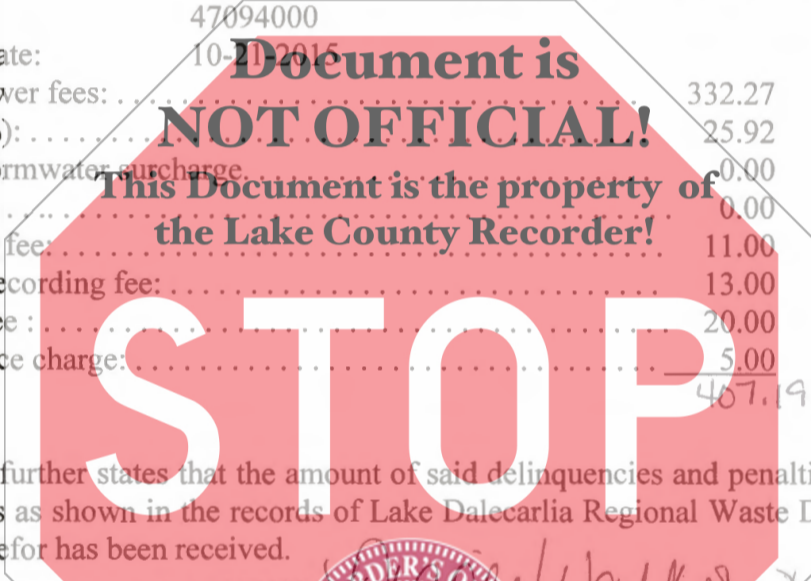 47094000
ate: 10-21-2015
Document is
wer fees: 332.27
NOT OFFICIAL!
): 25.92
rmwater surcharge 0.00
This Document is the property of
0.00
the Lake County Recorder!
fee: 11.00
ecording fee: 13.00
e : 20.00
ce charge: 5.00
407.19
STOP
further states that the amount of said delinquencies and penalti
s as shown in the records of Lake Dalecarlia Regional Waste D
efor has been received.